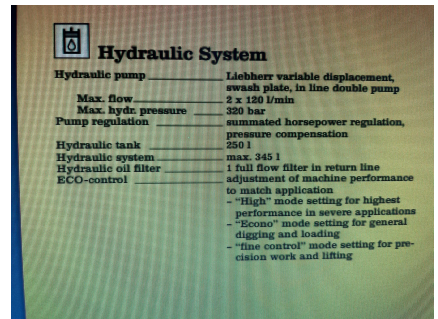 Hydraulic System
Hydraulic pump Liebherr variable displacement,
swash plate, in line double pump
Max. flow 2 x 120 l/min
Max. hydr. pressure 320 bar
Pump regulation summated horsepower regulation,
pressure compensation
Hydraulic tank 250 l
Hydraulic system max. 345 l
Hydraulic oil filter 1 full flow filter in return line
ECO-control adjustment of machine performance
to match application
– “High” mode setting for highest
performance in severe applications
– “Econo” mode setting for general
digging and loading
– “fine control” mode setting for pre-
cision work and lifting